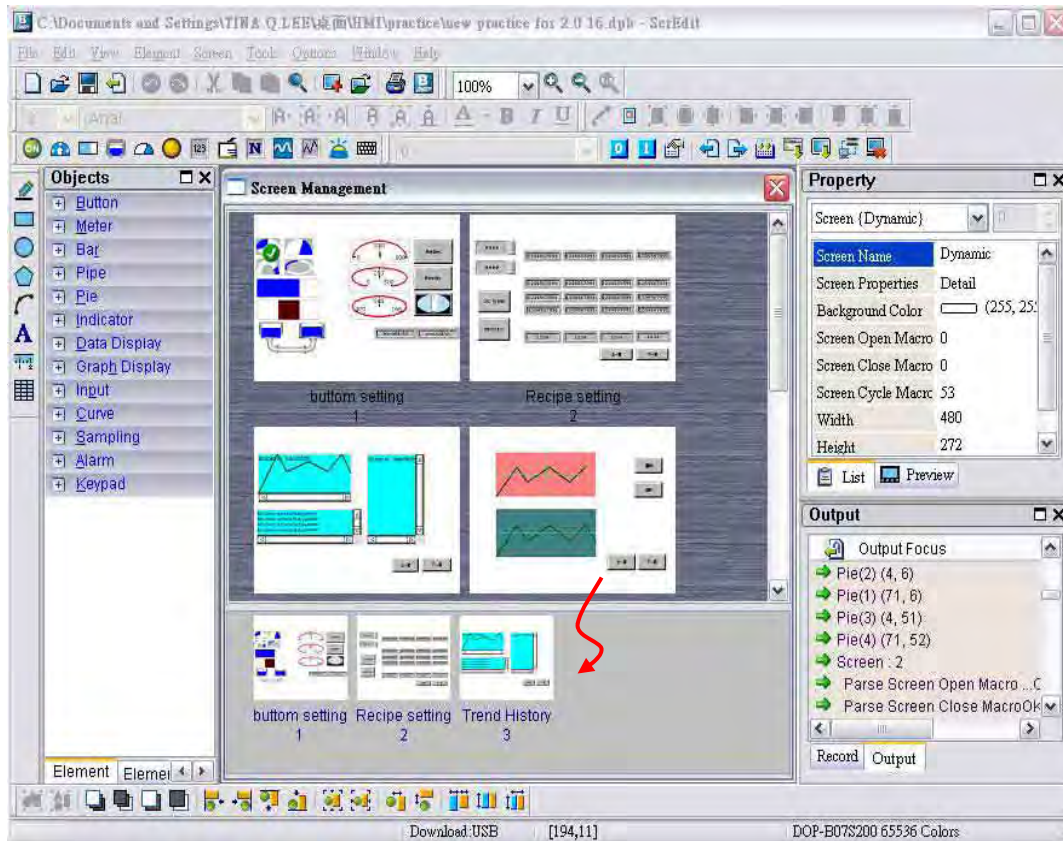 C:\Documents and Settings\TINA Q LEE\桌面\HMI\practice\new practice for 2.0 16.dpb - ScrEdit
File Edit View Element Screen Tools Options Window Help
100%
Arial
Objects
Button
Meter
Bar
Pipe
Pie
Indicator
Data Display
Graph Display
Input
Curve
Sampling
Alarm
Keypad
Element Elemei
Screen Management
buttom setting Recipe setting
1 2
buttom setting Recipe setting Trend History
1 2 3
Property
Screen {Dynamic} 0
Screen Name Dynamic
Screen Properties Detail
Background Color (255, 25
Screen Open Macro 0
Screen Close Macro 0
Screen Cycle Macrc 53
Width 480
Height 272
List Preview
Output
Output Focus
Pie(2) (4, 6)
Pie(1) (71, 6)
Pie(3) (4, 51)
Pie(4) (71, 52)
Screen : 2
Parse Screen Open Macro ...C
Parse Screen Close MacroOk
Record Output
Download:USB [194,11] DOP-B07S200 65536 Colors